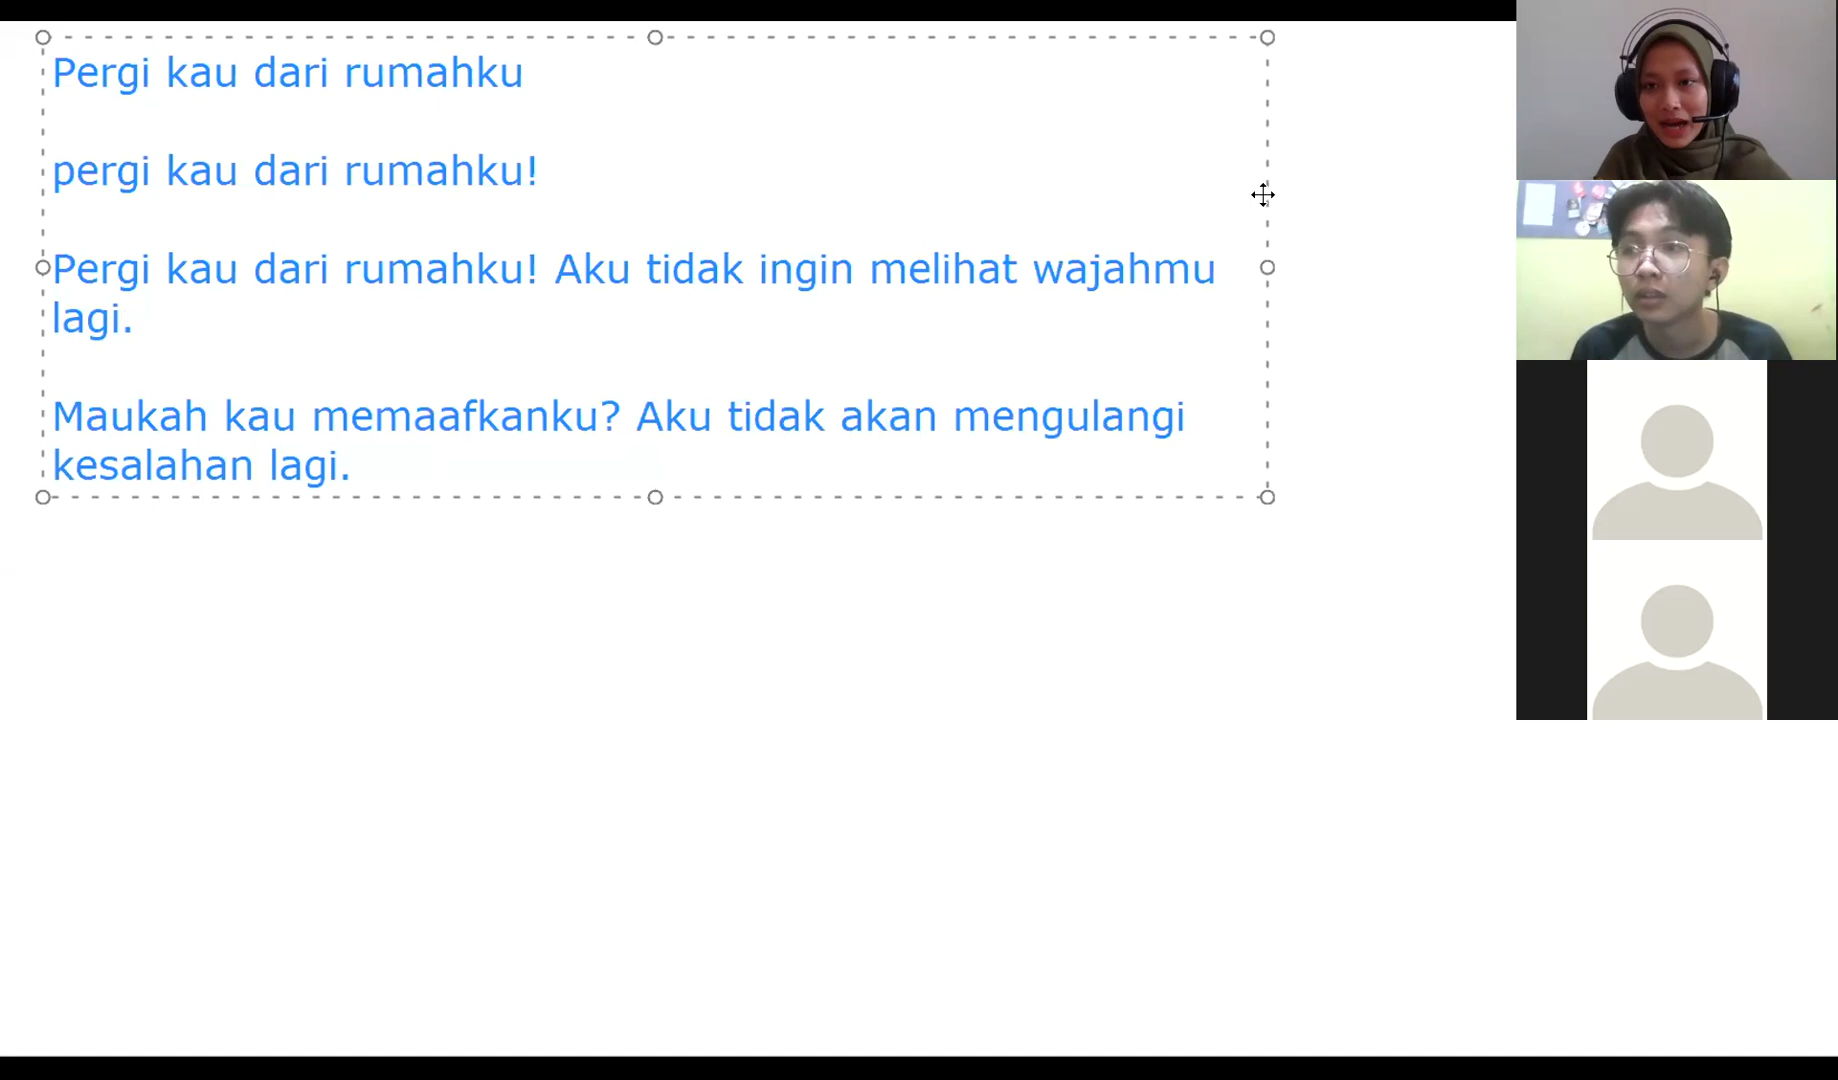 Pergi kau dari rumahku
pergi kau dari rumahku!
Pergi kau dari rumahku! Aku tidak ingin melihat wajahmu
lagi.
Maukah kau memaafkanku? Aku tidak akan mengulangi
kesalahan lagi.